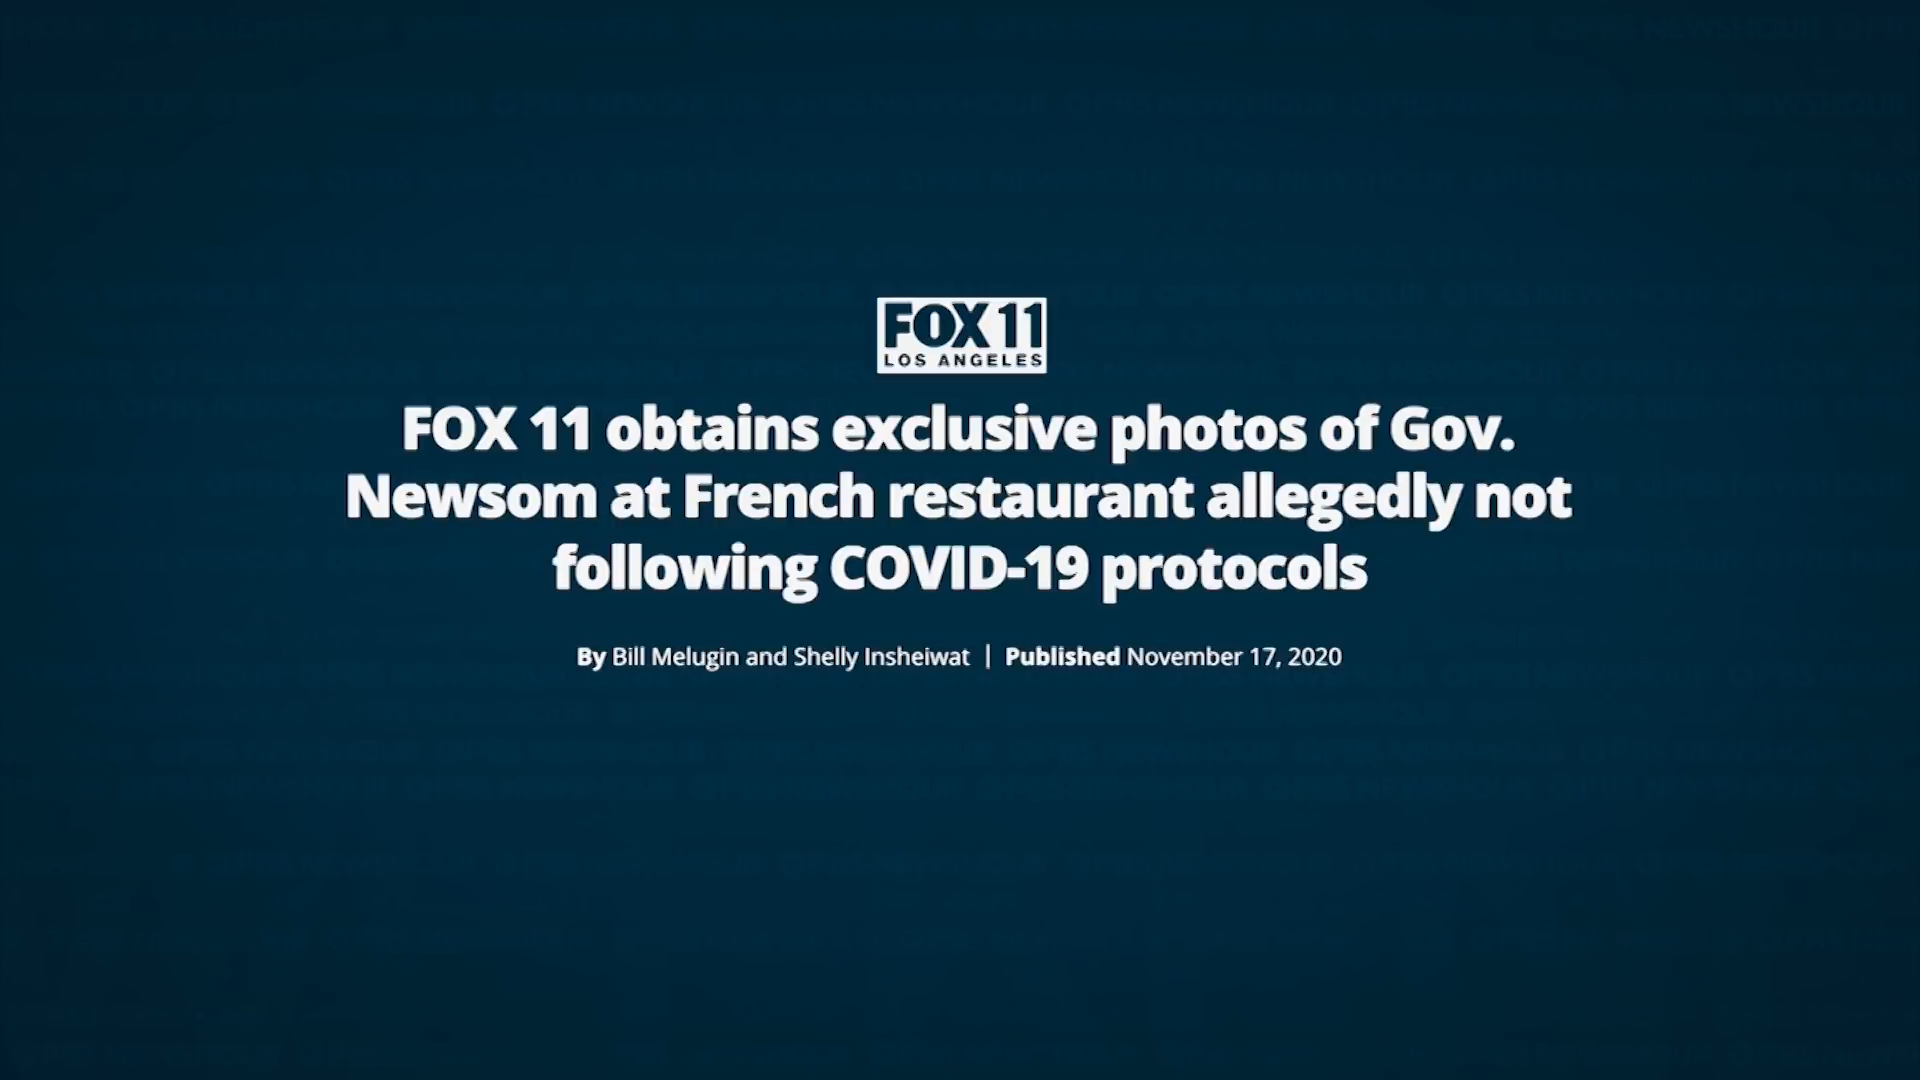 FOX 11
LOS ANGELES
FOX 11 obtains exclusive photos of Gov.
Newsom at French restaurant allegedly not
following COVID-19 protocols
By Bill Melugin and Shelly Insheiwat | Published November 17, 2020